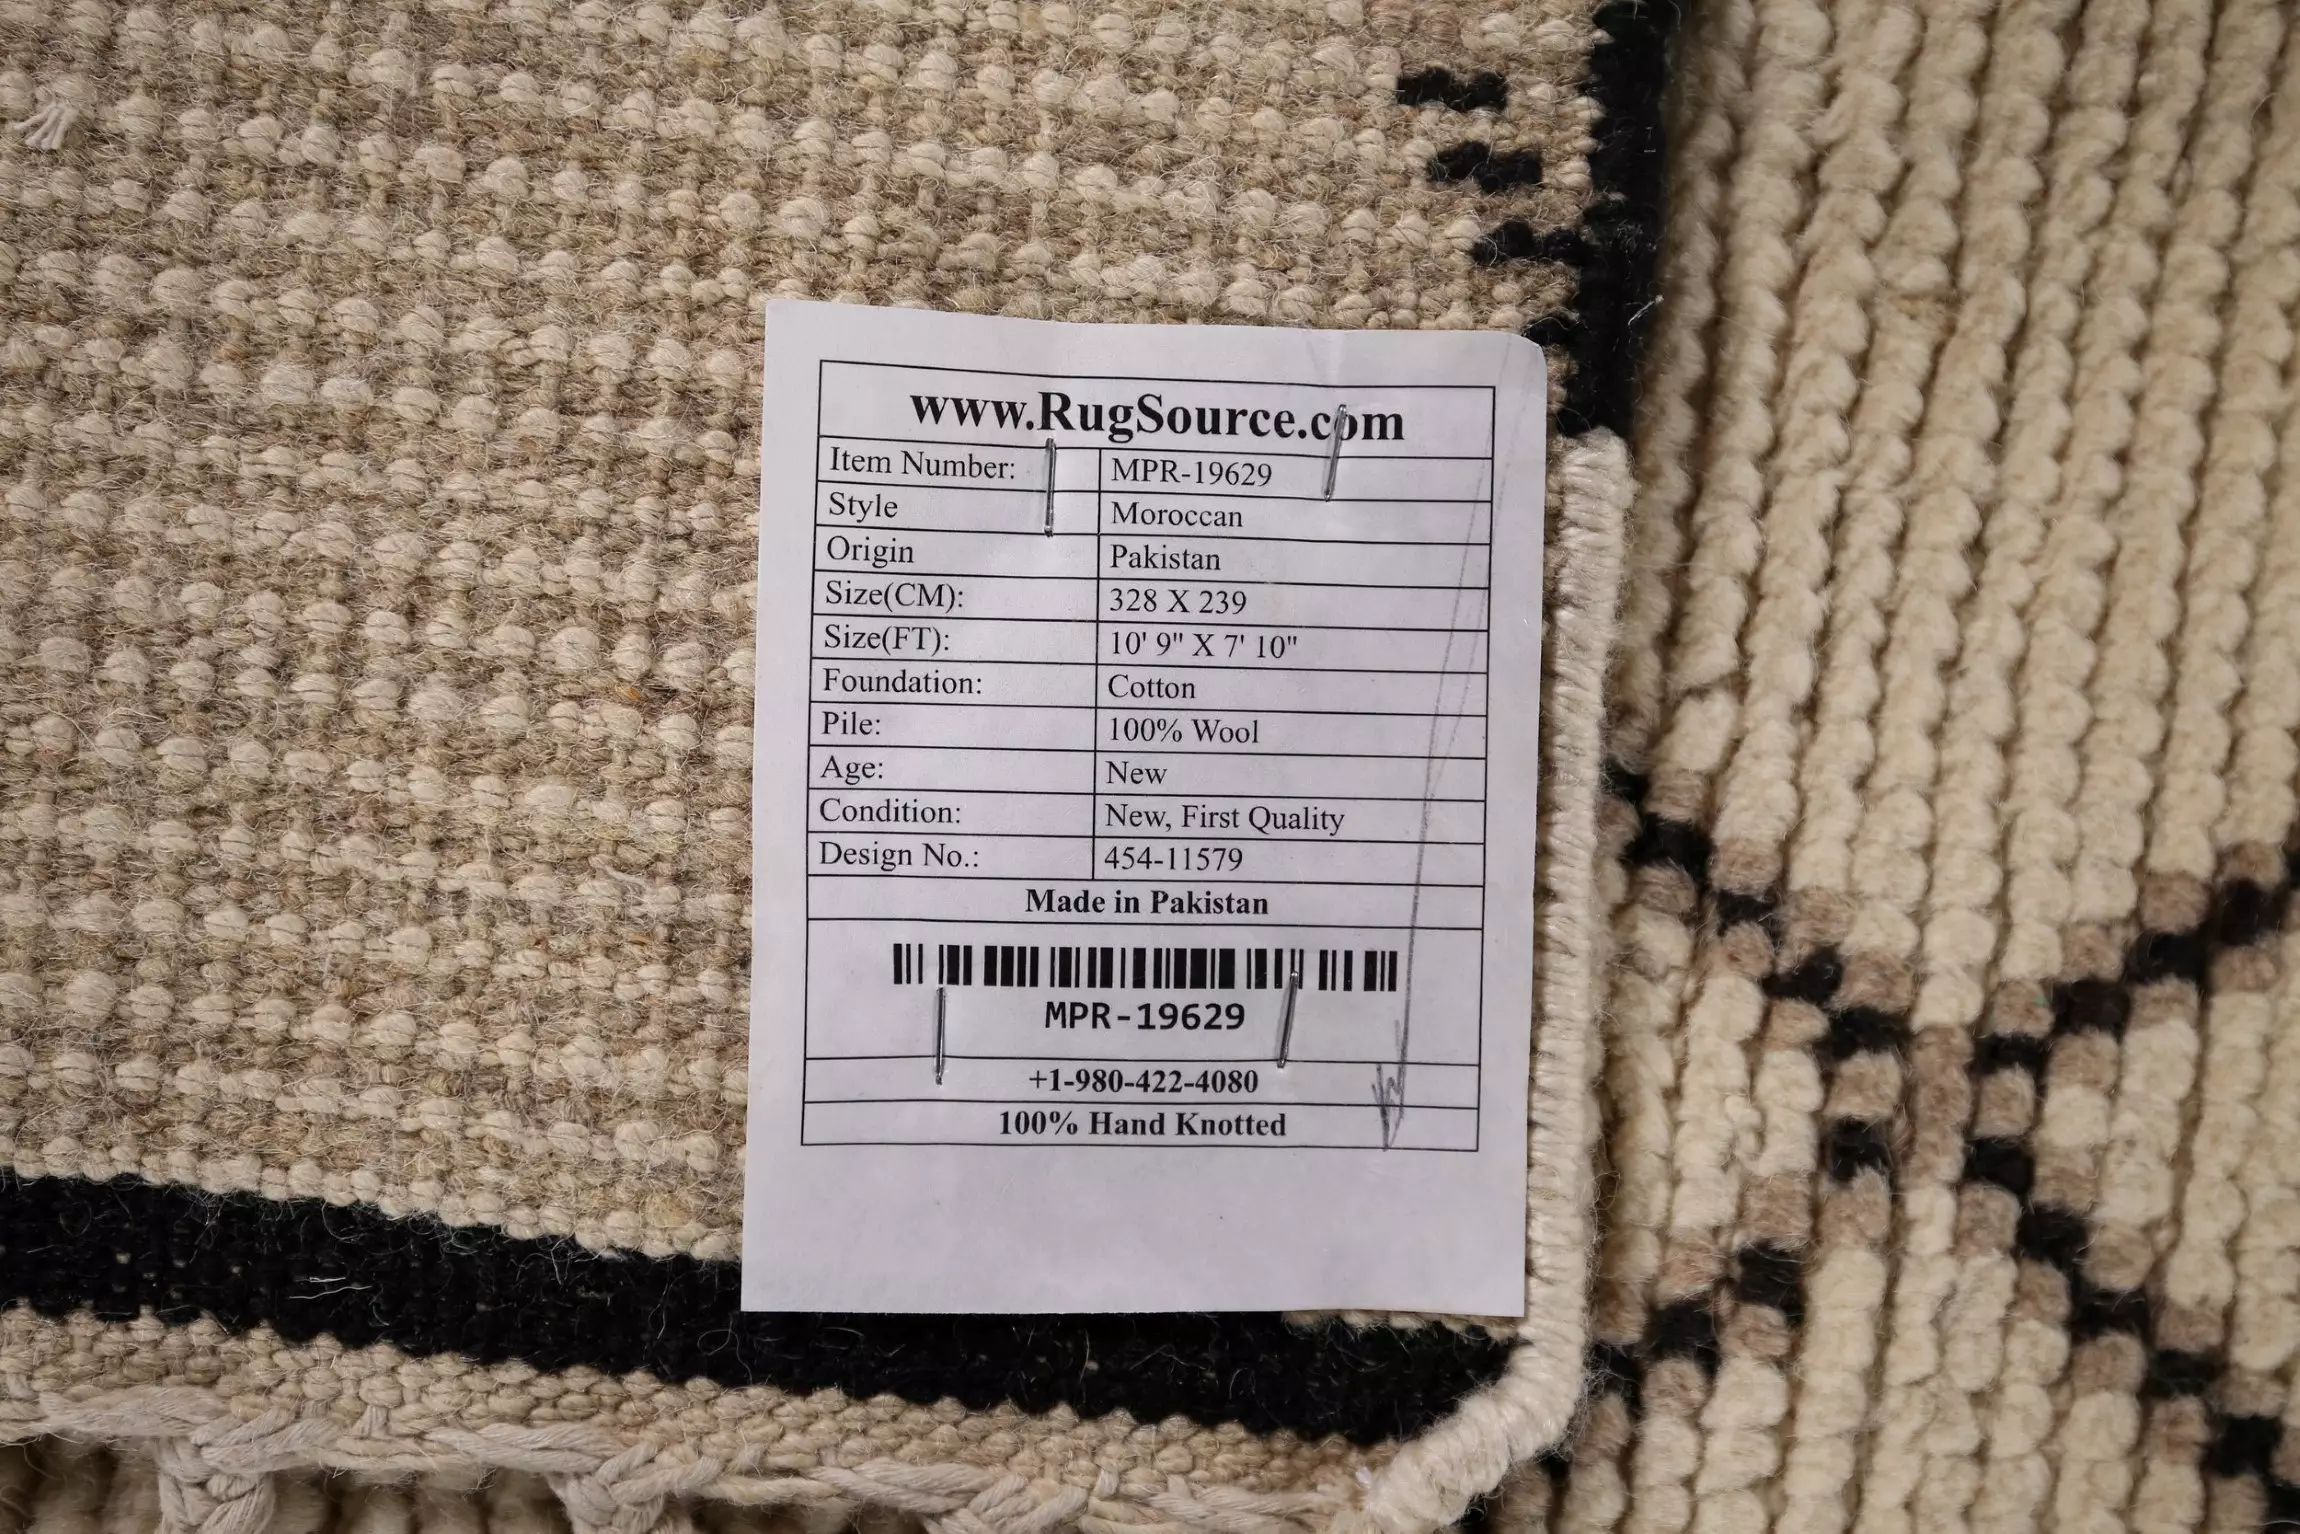 www.RugSource.com
Item Number: MPR-19629
Style Moroccan
Origin Pakistan
Size(CM): 328 X 239
Size(FT): 10' 9" X 7' 10"
Foundation: Cotton
Pile: 100% Wool
Age: New
Condition: New, First Quality
Design No.: 454-11579
Made in Pakistan
MPR-19629
+1-980-422-4080
100% Hand Knotted